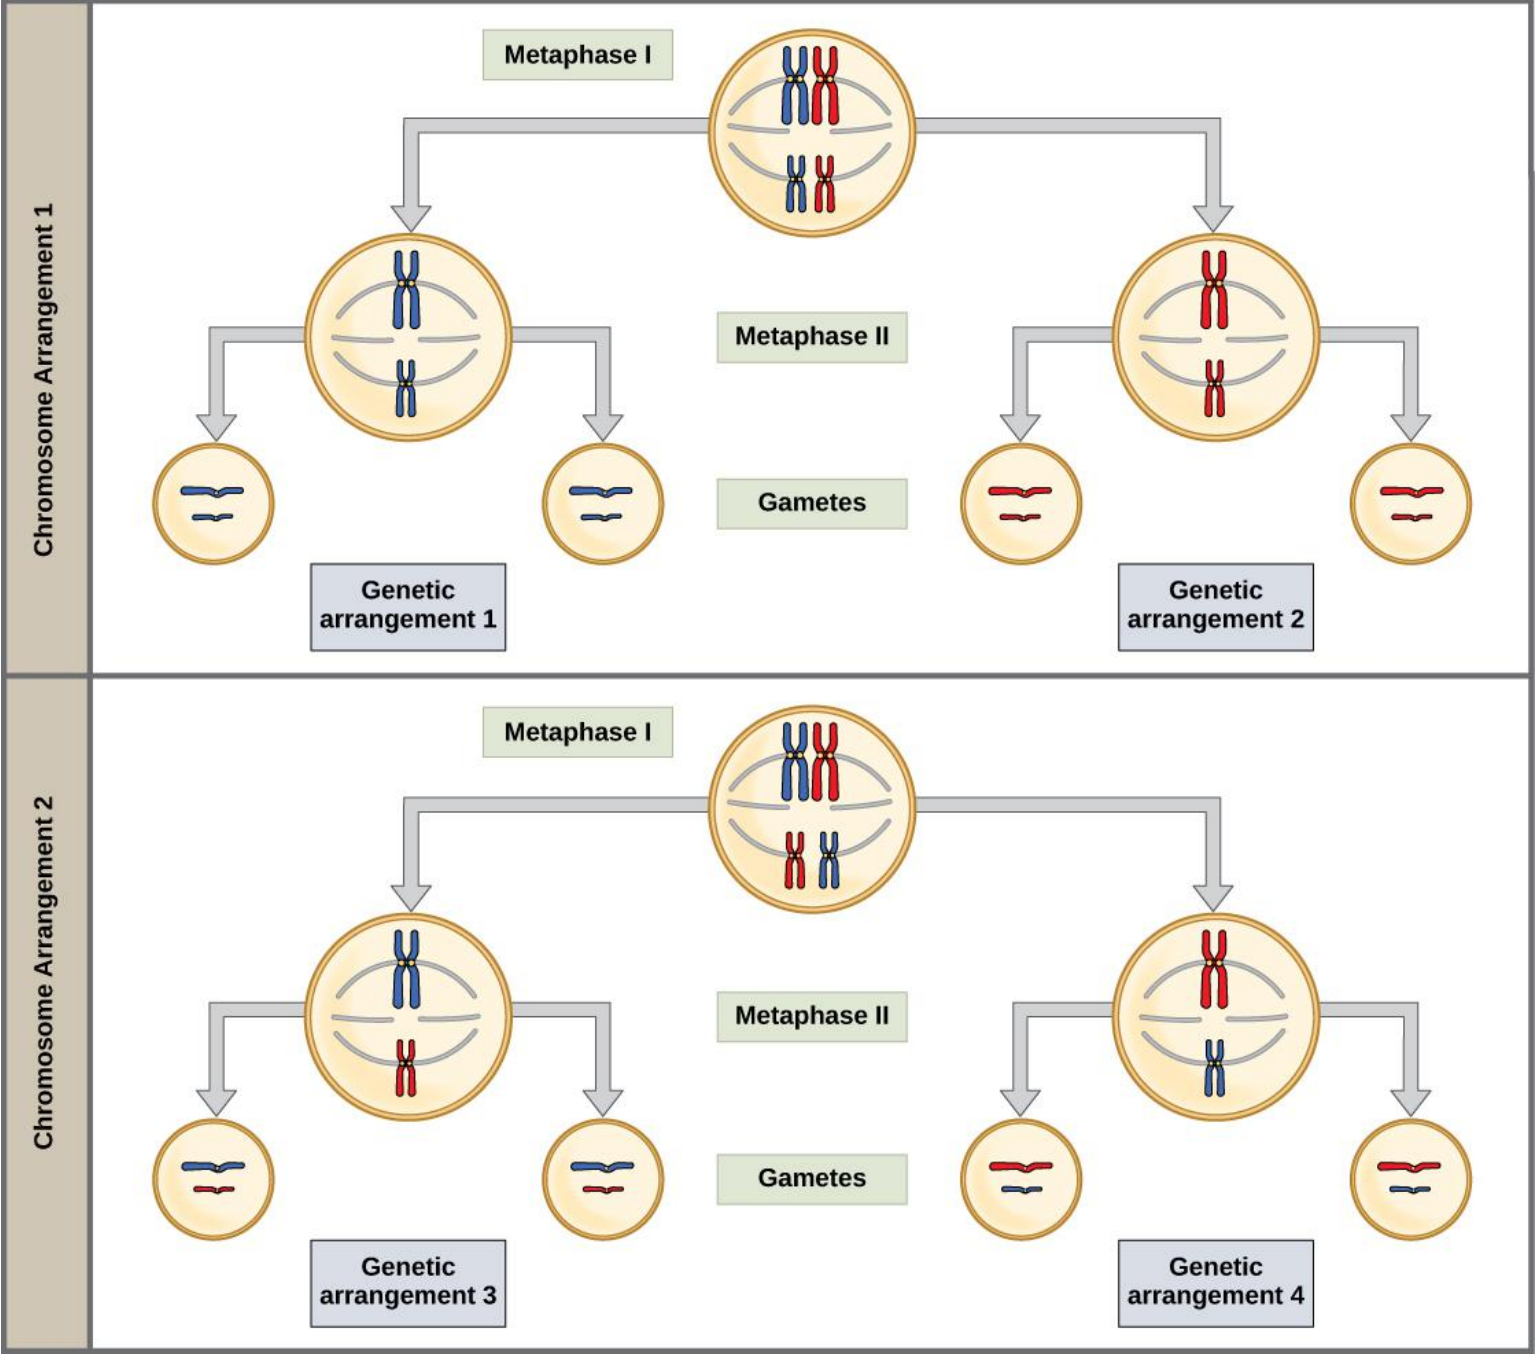 Chromosome Arrangement 1
Metaphase I
Metaphase II
Gametes
Genetic
arrangement 1
Genetic
arrangement 2
Chromosome Arrangement 2
Metaphase I
Metaphase II
Gametes
Genetic
arrangement 3
Genetic
arrangement 4